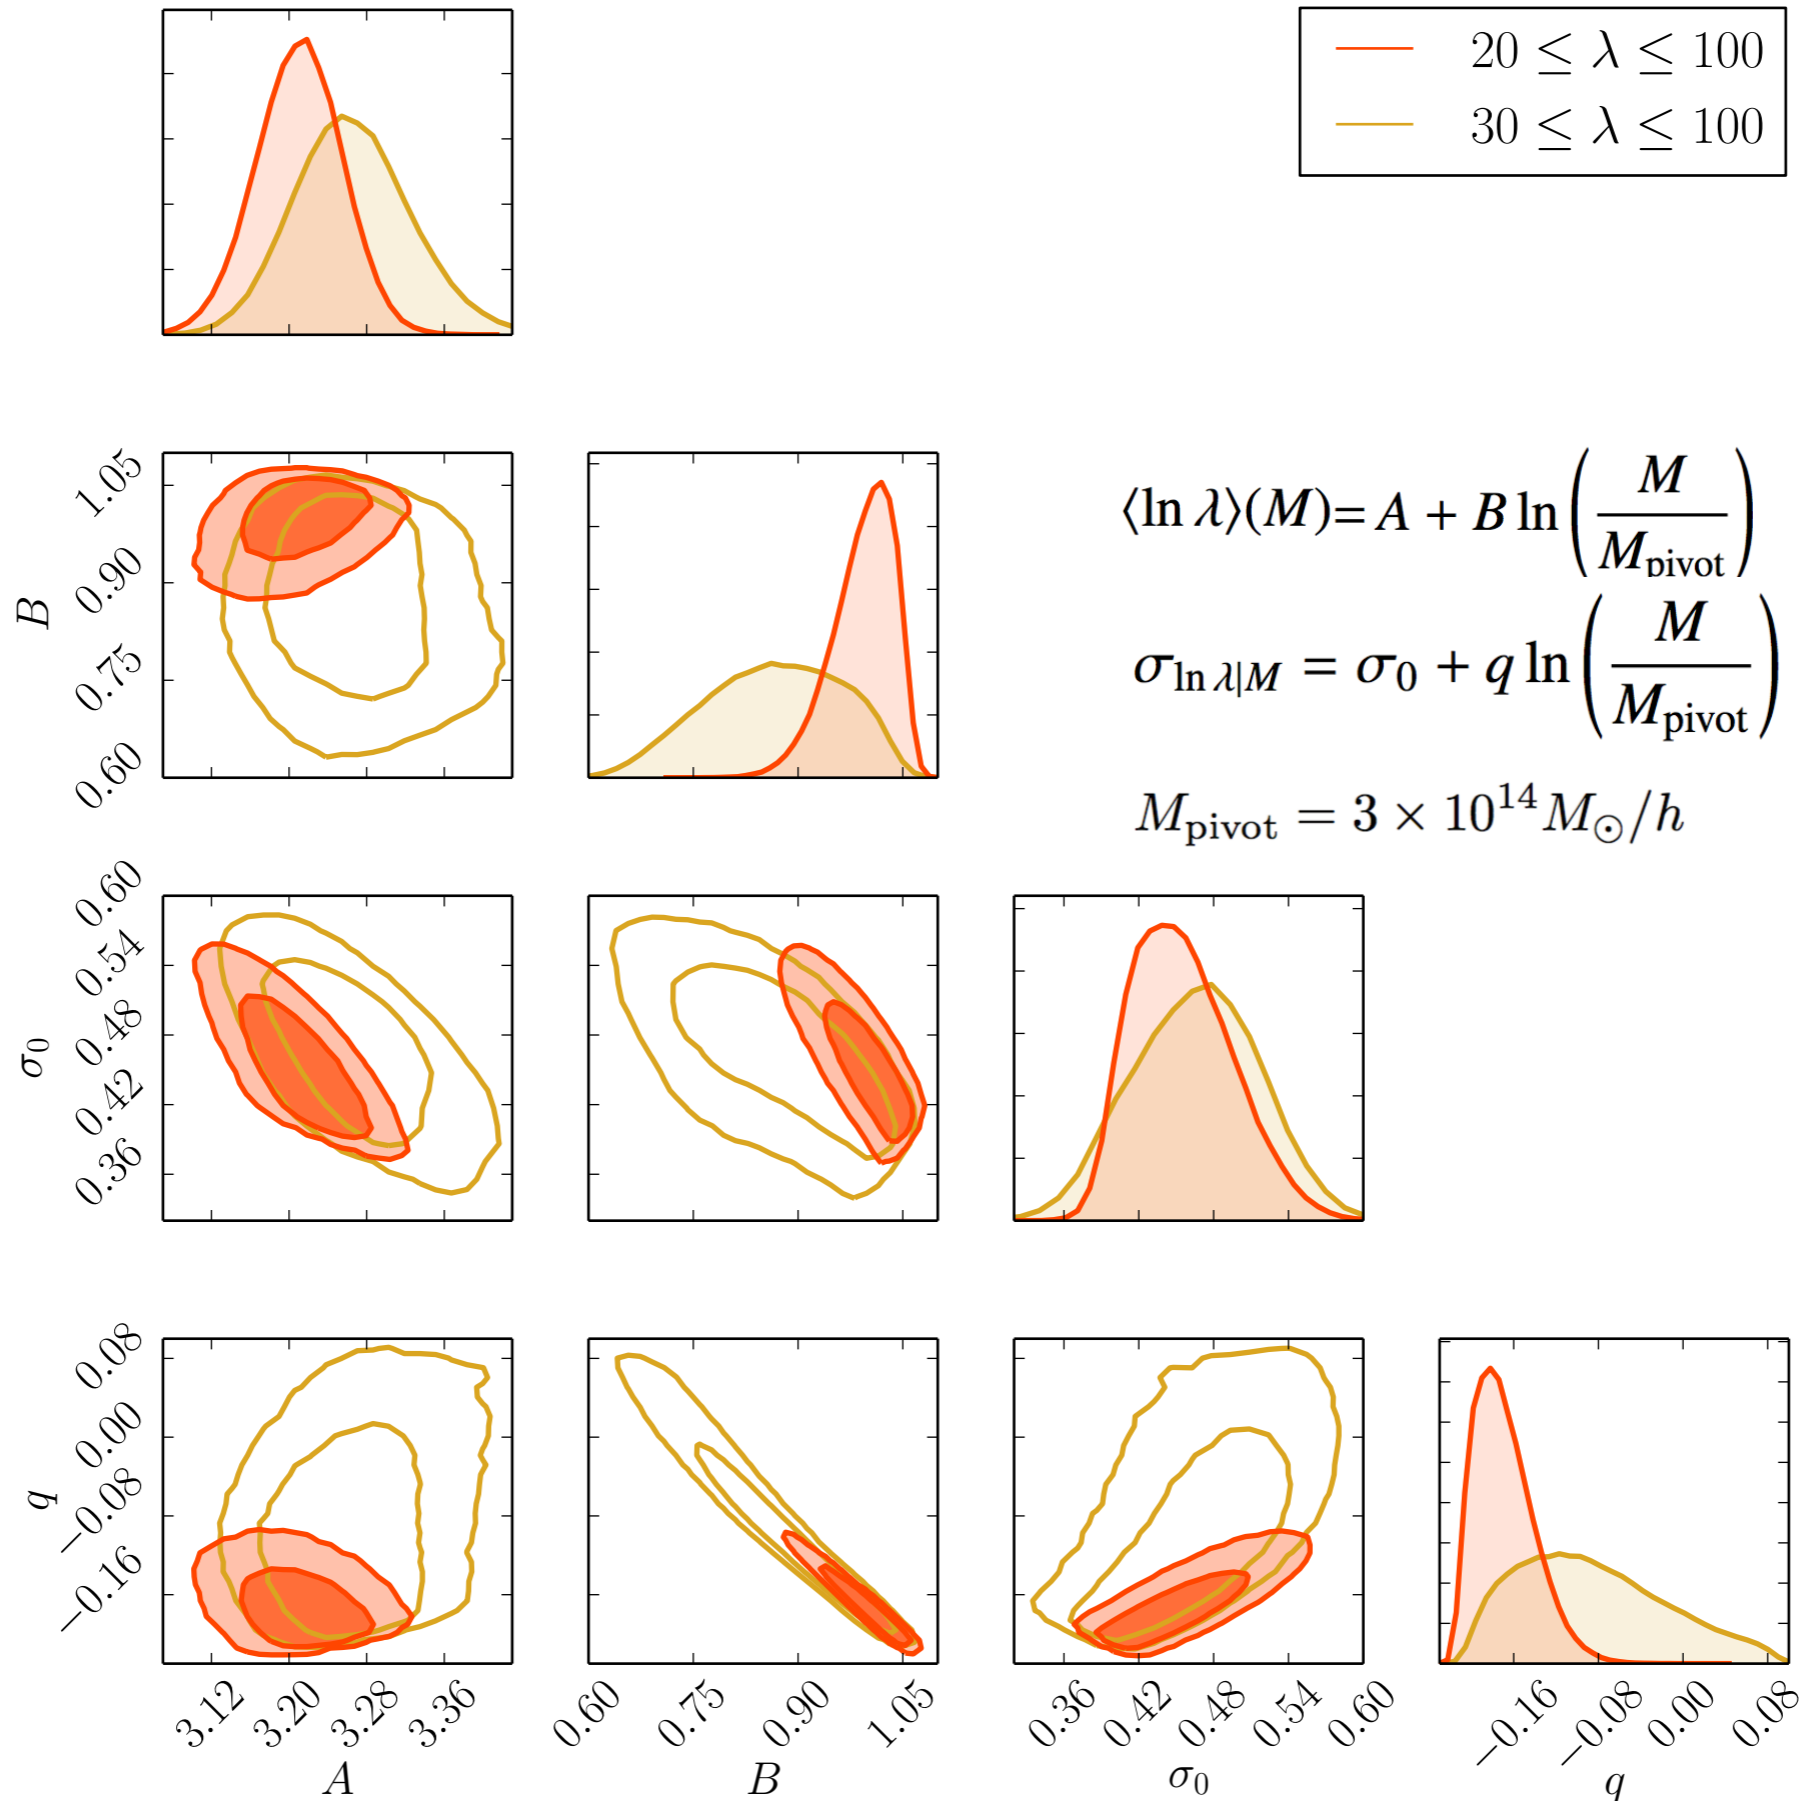 20 ≤ λ ≤ 100
30 ≤ λ ≤ 100
1.05
0.90
0.75
0.60
B
⟨ln λ⟩(M)= A + B ln(M/M_pivot)
σ_ln λ|M = σ_0 + q ln(M/M_pivot)
M_pivot = 3 × 10^14 M_⊙/h
0.60
0.54
0.48
0.42
0.36
σ_0
0.08
0.00
−0.08
−0.16
q
3.12 3.20 3.28 3.36
A
0.60 0.75 0.90 1.05
B
0.36 0.42 0.48 0.54 0.60
σ_0
−0.16 −0.08 0.00 0.08
q